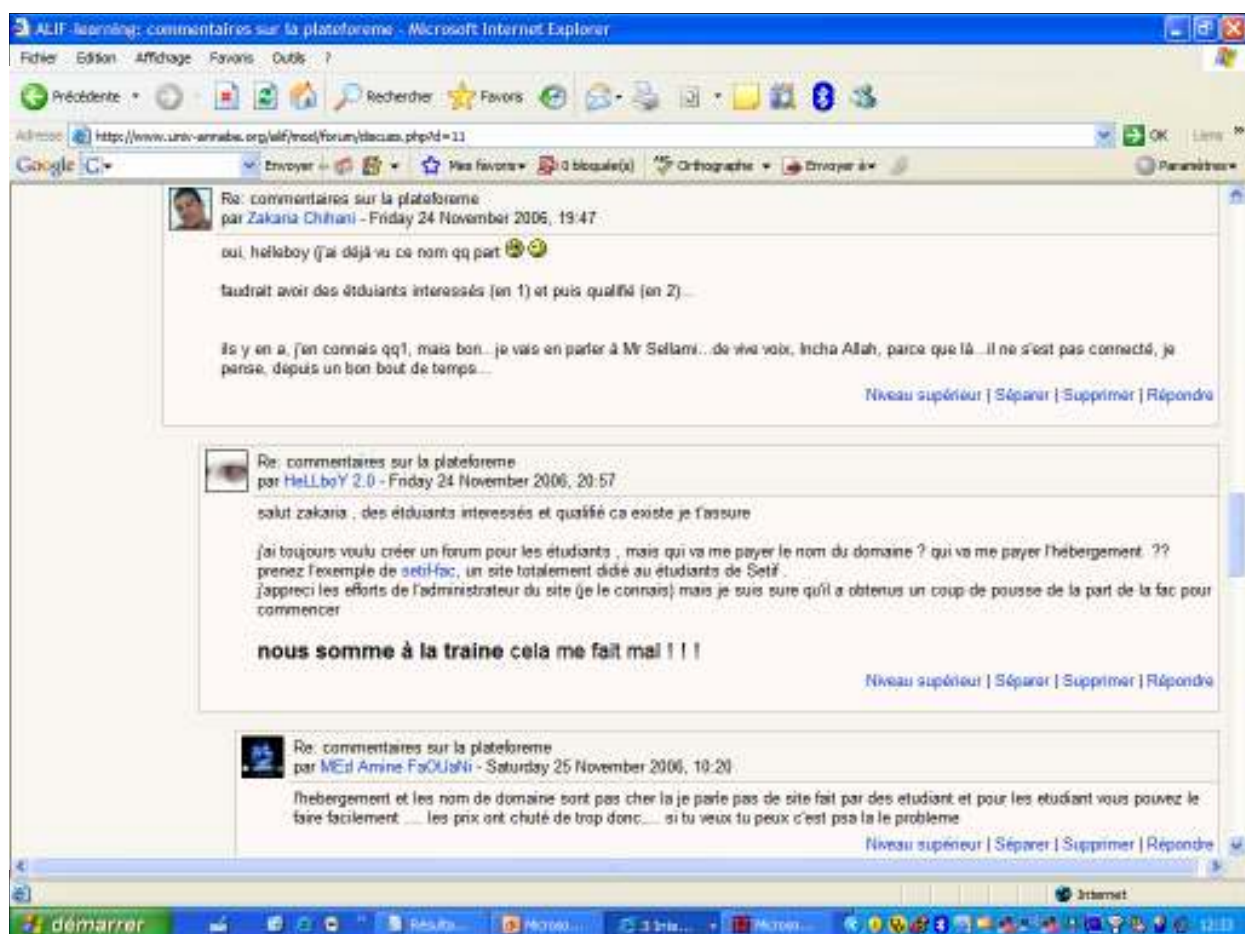 ALIF-learning: commentaires sur la plateforeme - Microsoft Internet Explorer
Fichier Edition Affichage Favoris Outils ?
Précédente Rechercher Favoris
Adresse http://www.univ-annaba.org/alif/mod/forum/discuss.php?d=11 OK Liens »
Google Envoyer Mes favoris 0 bloquée(s) Orthographe Envoyer à Paramètres
Re: commentaires sur la plateforeme
par Zakaria Chihani - Friday 24 November 2006, 19:47
oui, helleboy (j'ai déjà vu ce nom qq part
faudrait avoir des étduiants interessés (en 1) et puis qualifié (en 2)...
ils y en a, j'en connais qq1, mais bon...je vais en parler à Mr Sellami...de vive voix, Incha Allah, parce que là...il ne s'est pas connecté, je
pense, depuis un bon bout de temps...
Niveau supérieur | Séparer | Supprimer | Répondre
Re: commentaires sur la plateforeme
par HeLLboY 2.0 - Friday 24 November 2006, 20:57
salut zakaria , des étduiants interessés et qualifié ca existe je t'assure
j'ai toujours voulu créer un forum pour les étudiants , mais qui va me payer le nom du domaine ? qui va me payer l'hébergement ??
prenez l'exemple de setif-fac, un site totalement didié au étudiants de Setif .
j'appreci les efforts de l'administrateur du site (je le connais) mais je suis sure qu'il a obtenus un coup de pousse de la part de la fac pour
commencer
nous somme à la traine cela me fait mal ! ! !
Niveau supérieur | Séparer | Supprimer | Répondre
Re: commentaires sur la plateforeme
par MEd Amine FaOUaNi - Saturday 25 November 2006, 10:20
l'hebergement et les nom de domaine sont pas cher la je parle pas de site fait par des etudiant et pour les etudiant vous pouvez le
faire facilement .... les prix ont chuté de trop donc.... si tu veux tu peux c'est psa la le probleme
Niveau supérieur | Séparer | Supprimer | Répondre
Internet
démarrer Résulta... Microso... Microso... 12:33